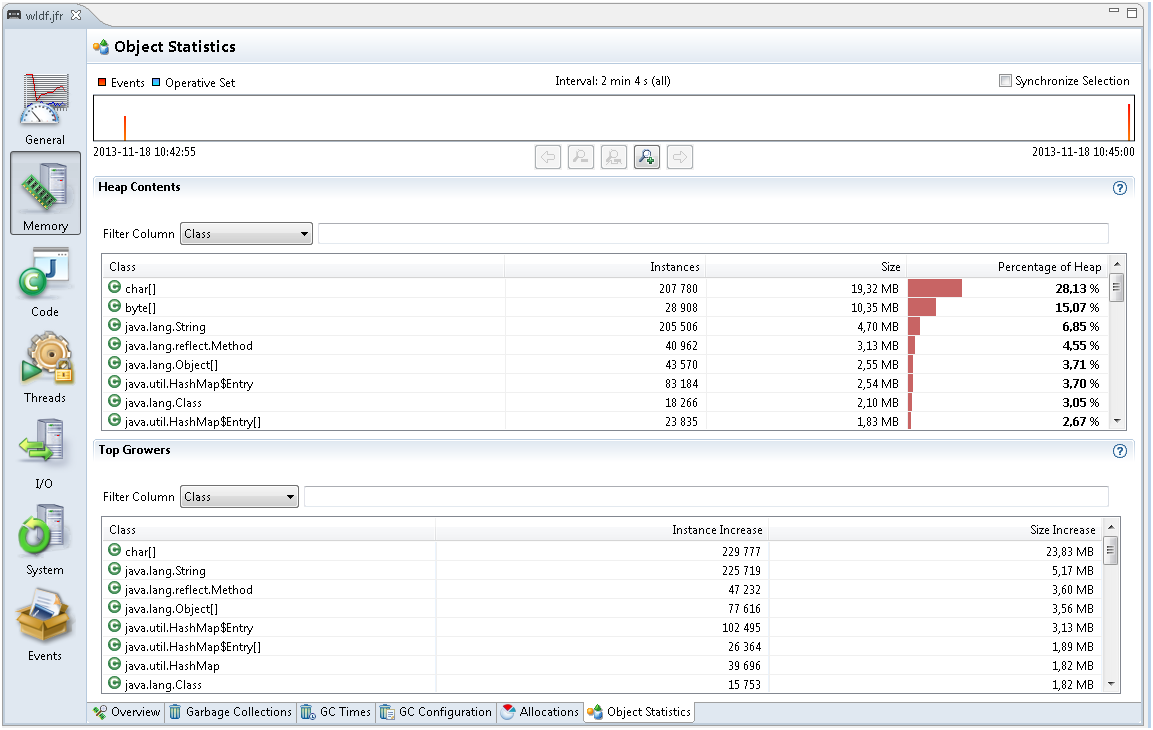 wldf.jfr
Object Statistics
Events Operative Set Interval: 2 min 4 s (all) Synchronize Selection
2013-11-18 10:42:55 2013-11-18 10:45:00
General
Memory
Code
Threads
I/O
System
Events
Heap Contents
Filter Column Class
Class Instances Size Percentage of Heap
char[] 207 780 19,32 MB 28,13 %
byte[] 28 908 10,35 MB 15,07 %
java.lang.String 205 506 4,70 MB 6,85 %
java.lang.reflect.Method 40 962 3,13 MB 4,55 %
java.lang.Object[] 43 570 2,55 MB 3,71 %
java.util.HashMap$Entry 83 184 2,54 MB 3,70 %
java.lang.Class 18 266 2,10 MB 3,05 %
java.util.HashMap$Entry[] 23 835 1,83 MB 2,67 %
Top Growers
Filter Column Class
Class Instance Increase Size Increase
char[] 229 777 23,83 MB
java.lang.String 225 719 5,17 MB
java.lang.reflect.Method 47 232 3,60 MB
java.lang.Object[] 77 616 3,56 MB
java.util.HashMap$Entry 102 495 3,13 MB
java.util.HashMap$Entry[] 26 364 1,89 MB
java.util.HashMap 39 696 1,82 MB
java.lang.Class 15 753 1,82 MB
Overview Garbage Collections GC Times GC Configuration Allocations Object Statistics